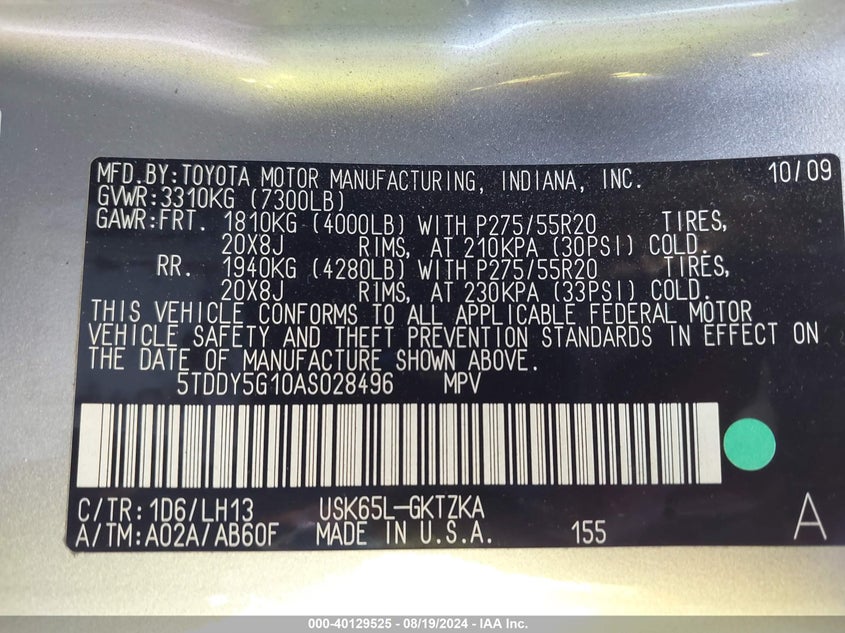 MFD.BY:TOYOTA MOTOR MANUFACTURING, INDIANA, INC. 10/09
GVWR:3310KG (7300LB)
GAWR:FRT. 1810KG (4000LB) WITH P275/55R20 TIRES,
20X8J RIMS, AT 210KPA (30PSI) COLD.
RR. 1940KG (4280LB) WITH P275/55R20 TIRES,
20X8J RIMS, AT 230KPA (33PSI) COLD.
THIS VEHICLE CONFORMS TO ALL APPLICABLE FEDERAL MOTOR
VEHICLE SAFETY AND THEFT PREVENTION STANDARDS IN EFFECT ON
THE DATE OF MANUFACTURE SHOWN ABOVE.
5TDDY5G10AS028496 MPV
C/TR:1D6/LH13 USK65L-GKTZKA
A/TM:A02A/AB60F MADE IN U.S.A. 155 A
000-40129525 - 08/19/2024 - IAA Inc.